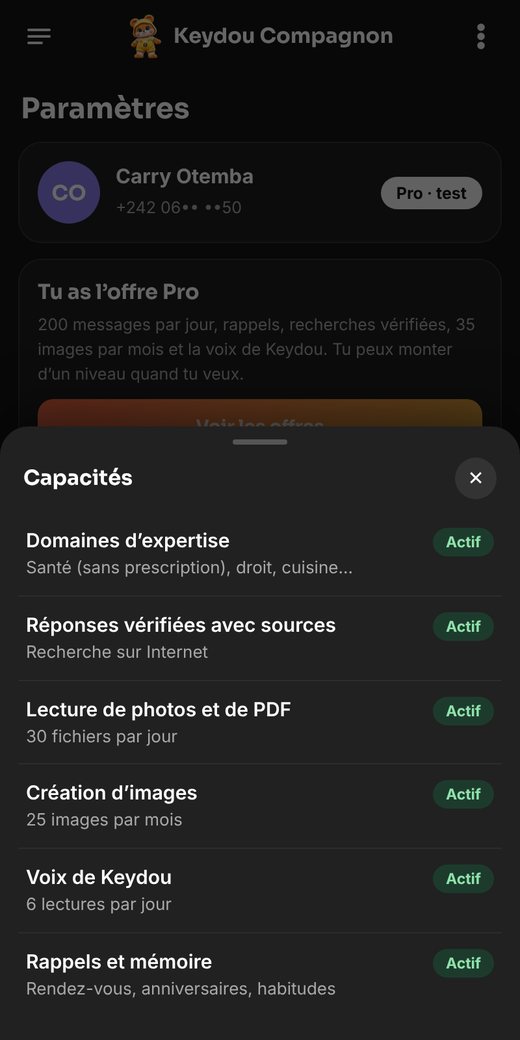 Keydou Compagnon
Paramètres
CO
Carry Otemba
+242 06•• ••50
Pro · test
Tu as l’offre Pro
200 messages par jour, rappels, recherches vérifiées, 35
images par mois et la voix de Keydou. Tu peux monter
d’un niveau quand tu veux.
Voir les offres
Capacités
Domaines d’expertise
Actif
Santé (sans prescription), droit, cuisine…
Réponses vérifiées avec sources
Actif
Recherche sur Internet
Lecture de photos et de PDF
Actif
30 fichiers par jour
Création d’images
Actif
25 images par mois
Voix de Keydou
Actif
6 lectures par jour
Rappels et mémoire
Actif
Rendez-vous, anniversaires, habitudes